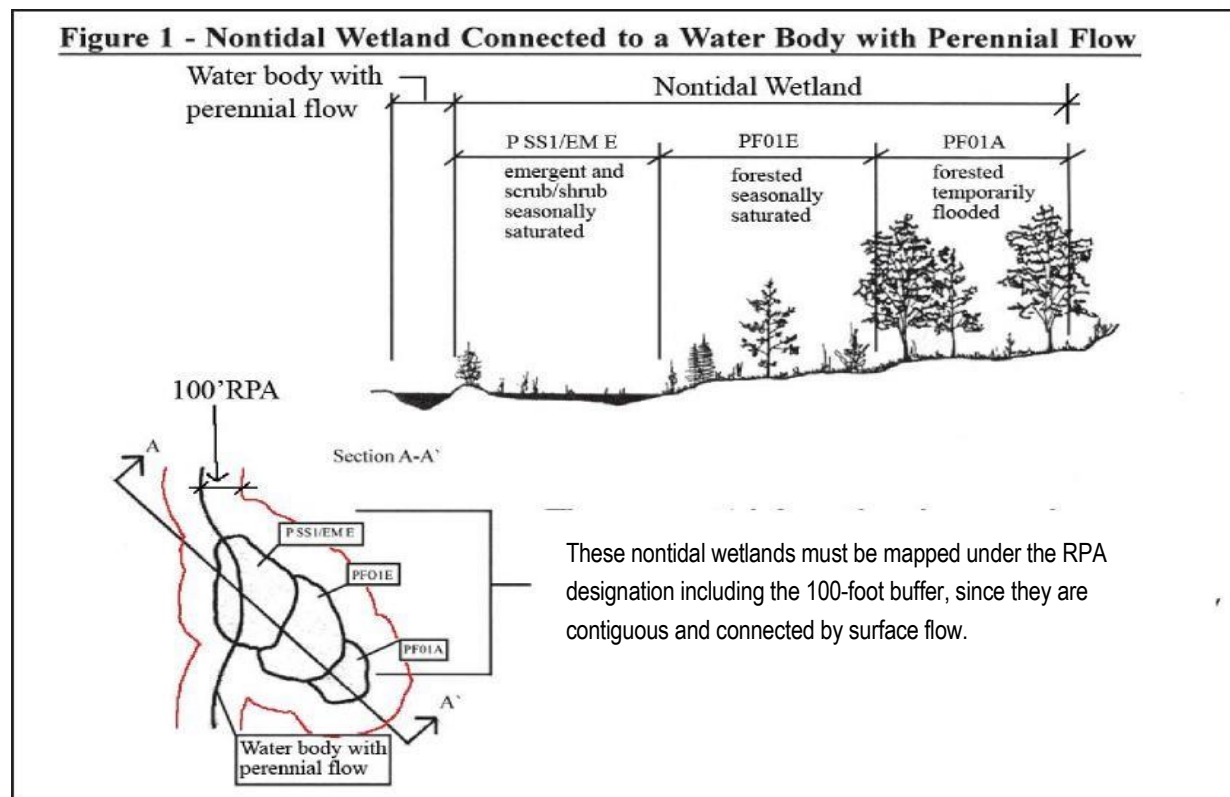 Figure 1 - Nontidal Wetland Connected to a Water Body with Perennial Flow
Water body with
perennial flow
Nontidal Wetland
P SS1/EM E
emergent and
scrub/shrub
seasonally
saturated
PF01E
forested
seasonally
saturated
PF01A
forested
temporarily
flooded
100'RPA
A
Section A-A`
P SS1/EM E
PFO1E
PF01A
A`
Water body with
perennial flow
These nontidal wetlands must be mapped under the RPA
designation including the 100-foot buffer, since they are
contiguous and connected by surface flow.